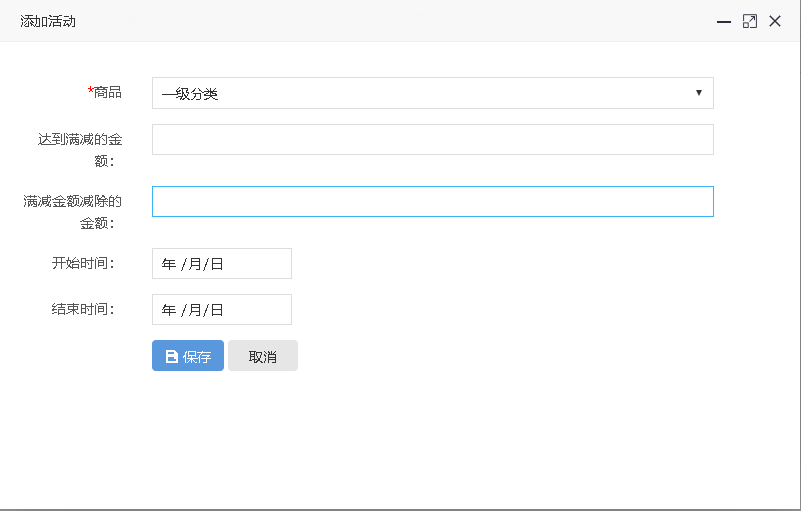 添加活动
*商品
一级分类
达到满减的金
额：
满减金额减除的
金额：
开始时间：
年 /月/日
结束时间：
年 /月/日
保存 取消